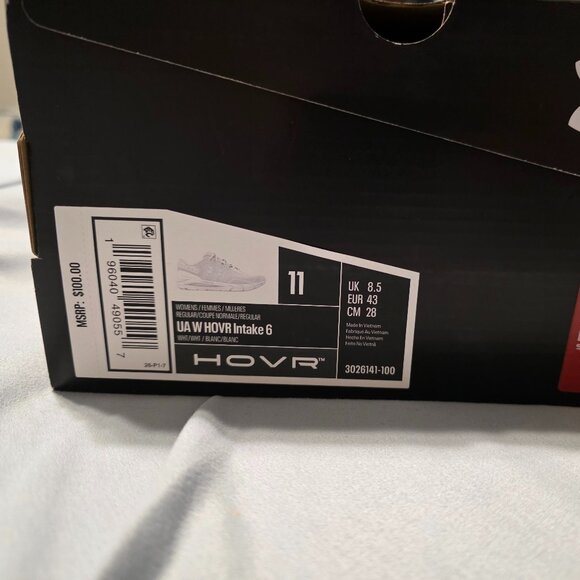 MSRP: $100.00
1 96040 49055 7
26-P1-7
11
UK 8.5
EUR 43
CM 28
WOMENS / FEMMES / MUJERES
REGULAR/COUPE NORMALE/REGULAR
UA W HOVR Intake 6
WHT/WHT / BLANC/BLANC
Made In Vietnam
Fabriqué Au Vietnam
Hecho En Vietnam
Feito No Vietnã
HOVR™
3026141-100